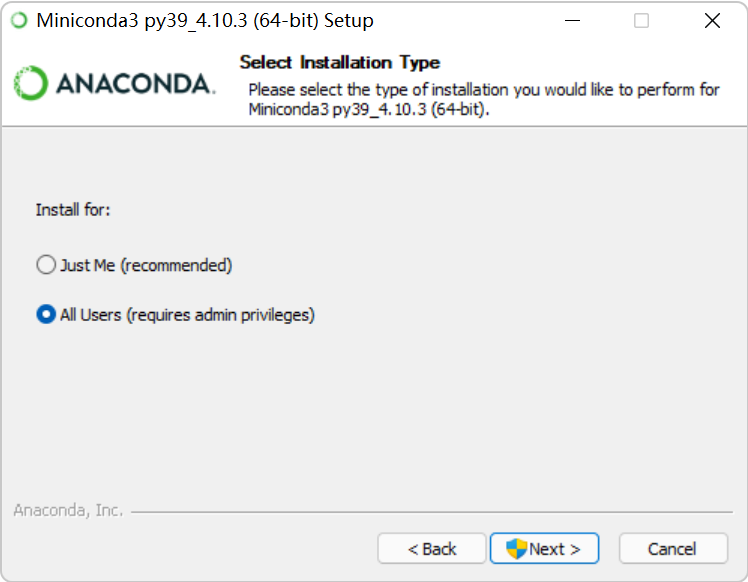 Miniconda3 py39_4.10.3 (64-bit) Setup
ANACONDA.
Select Installation Type
Please select the type of installation you would like to perform for
Miniconda3 py39_4.10.3 (64-bit).
Install for:
Just Me (recommended)
All Users (requires admin privileges)
Anaconda, Inc.
< Back
Next >
Cancel